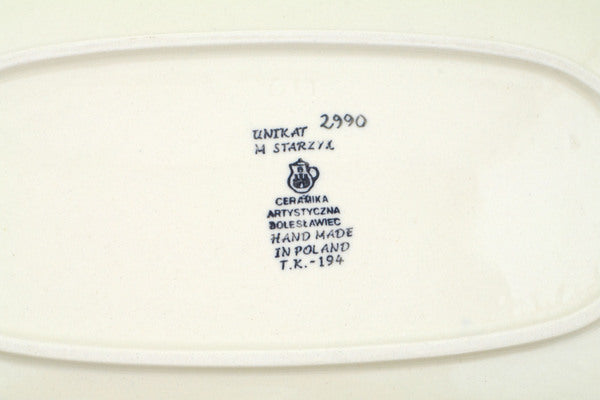 UNIKAT 2990
M STARZYK
CERAMIKA
ARTYSTYCZNA
BOLESŁAWIEC
HAND MADE
IN POLAND
T.K.-194